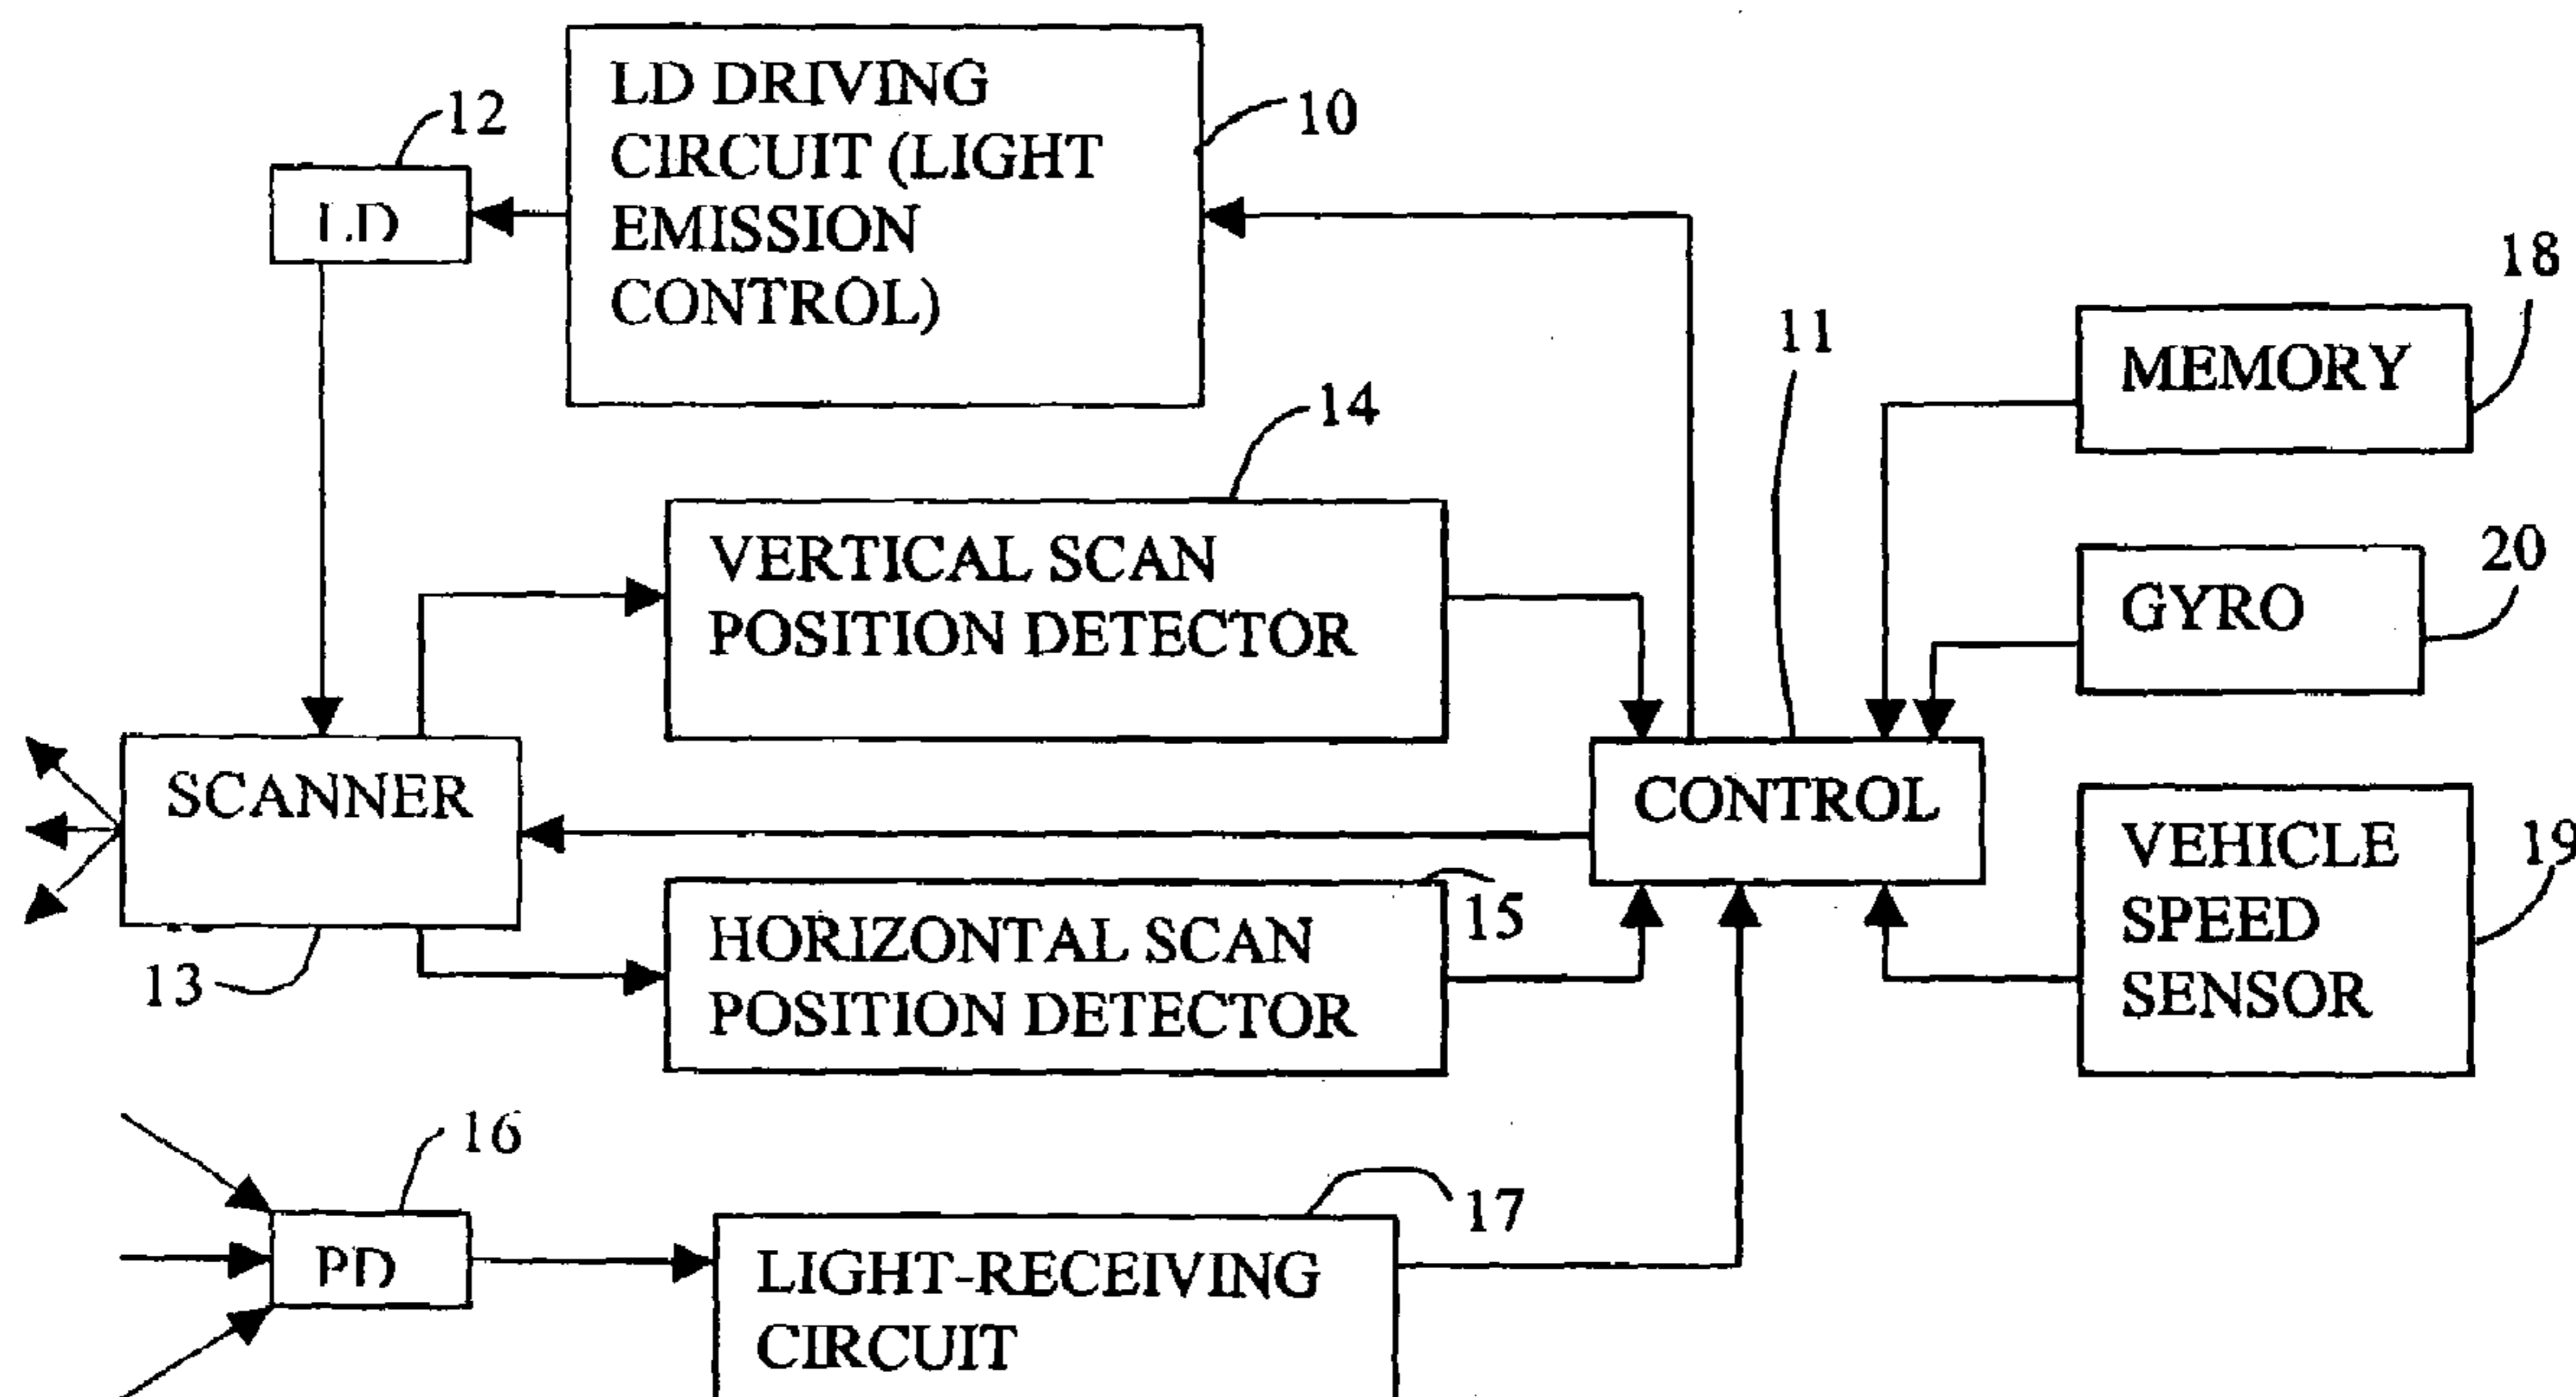 LD DRIVING
CIRCUIT (LIGHT
EMISSION
CONTROL)
10
12
LD
14
VERTICAL SCAN
POSITION DETECTOR
11
18
MEMORY
20
GYRO
SCANNER
13
CONTROL
VEHICLE
SPEED
SENSOR
19
15
HORIZONTAL SCAN
POSITION DETECTOR
16
PD
17
LIGHT-RECEIVING
CIRCUIT